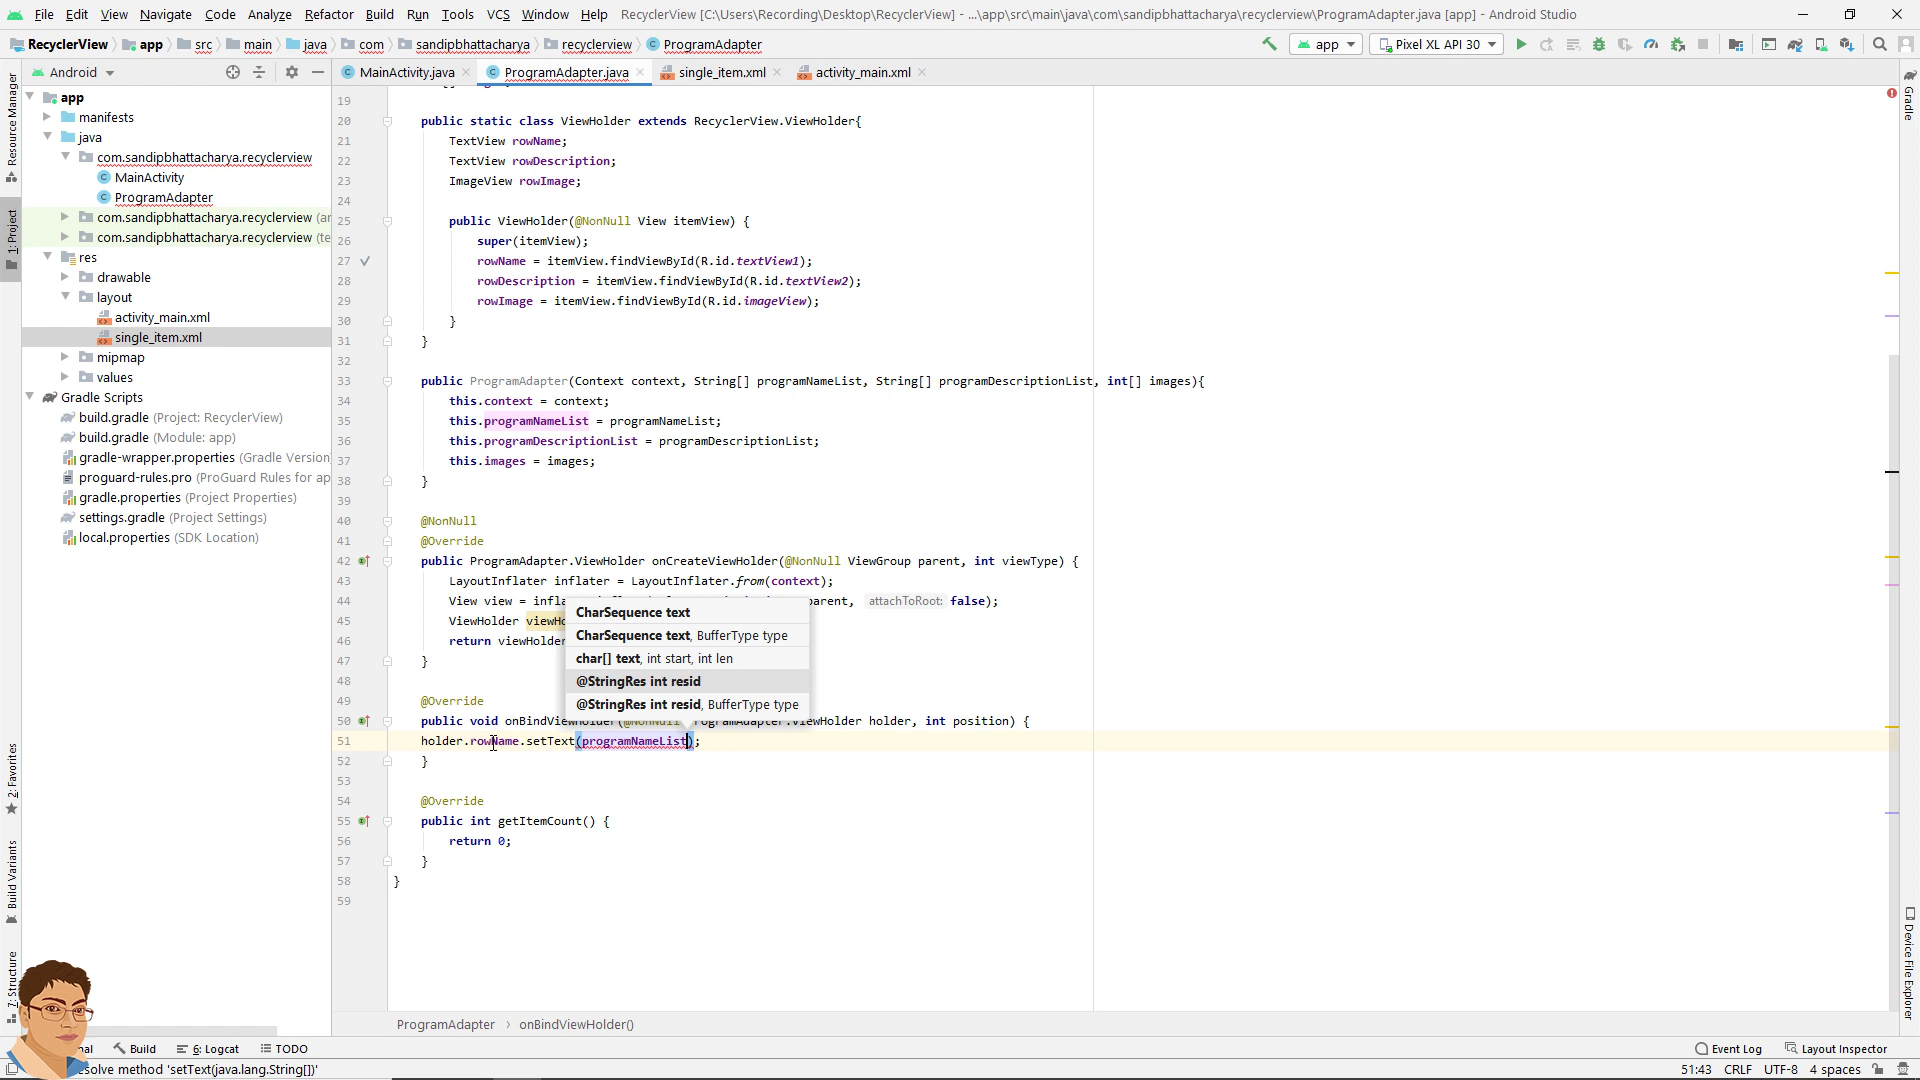 File Edit View Navigate Code Analyze Refactor Build Run Tools VCS Window Help RecyclerView [C:\Users\Recording\Desktop\RecyclerView] - ...\app\src\main\java\com\sandipbhattacharya\recyclerview\ProgramAdapter.java [app] - Android Studio
RecyclerView app src main java com sandipbhattacharya recyclerview ProgramAdapter app Pixel XL API 30
Android MainActivity.java ProgramAdapter.java single_item.xml activity_main.xml
Resource Manager
1: Project
2: Favorites
Build Variants
7: Structure
app
manifests
java
com.sandipbhattacharya.recyclerview
MainActivity
ProgramAdapter
com.sandipbhattacharya.recyclerview (ar
com.sandipbhattacharya.recyclerview (te
res
drawable
layout
activity_main.xml
single_item.xml
mipmap
values
Gradle Scripts
build.gradle (Project: RecyclerView)
build.gradle (Module: app)
gradle-wrapper.properties (Gradle Version)
proguard-rules.pro (ProGuard Rules for ap
gradle.properties (Project Properties)
settings.gradle (Project Settings)
local.properties (SDK Location)
19
20 public static class ViewHolder extends RecyclerView.ViewHolder{
21 TextView rowName;
22 TextView rowDescription;
23 ImageView rowImage;
24
25 public ViewHolder(@NonNull View itemView) {
26 super(itemView);
27 rowName = itemView.findViewById(R.id.textView1);
28 rowDescription = itemView.findViewById(R.id.textView2);
29 rowImage = itemView.findViewById(R.id.imageView);
30 }
31 }
32
33 public ProgramAdapter(Context context, String[] programNameList, String[] programDescriptionList, int[] images){
34 this.context = context;
35 this.programNameList = programNameList;
36 this.programDescriptionList = programDescriptionList;
37 this.images = images;
38 }
39
40 @NonNull
41 @Override
42 public ProgramAdapter.ViewHolder onCreateViewHolder(@NonNull ViewGroup parent, int viewType) {
43 LayoutInflater inflater = LayoutInflater.from(context);
44 View view = infla parent, attachToRoot: false);
45 ViewHolder viewHo
46 return viewHolder
47 }
48
49 @Override
50 public void onBindViewHolder(@NonNull ProgramAdapter.ViewHolder holder, int position) {
51 holder.rowName.setText(programNameList);
52 }
53
54 @Override
55 public int getItemCount() {
56 return 0;
57 }
58 }
59
CharSequence text
CharSequence text, BufferType type
char[] text, int start, int len
@StringRes int resid
@StringRes int resid, BufferType type
Gradle
Device File Explorer
ProgramAdapter onBindViewHolder()
nal Build 6: Logcat TODO Event Log Layout Inspector
esolve method 'setText(java.lang.String[])' 51:43 CRLF UTF-8 4 spaces